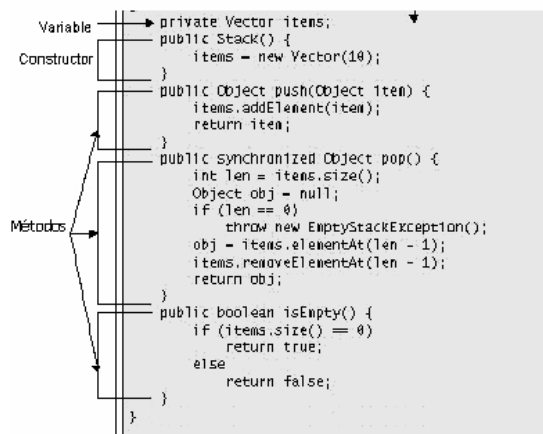 }
Variable
private Vector items;
public Stack() {
Constructor
items = new Vector(10);
}
public Object push(Object item) {
items.addElement(item);
return item;
}
public synchronized Object pop() {
int len = items.size();
Object obj = null;
Métodos
if (len == 0)
throw new EmptyStackException();
obj = items.elementAt(len - 1);
items.removeElementAt(len - 1);
return obj;
}
public boolean isEmpty() {
if (items.size() == 0)
return true;
else
return false;
}
}